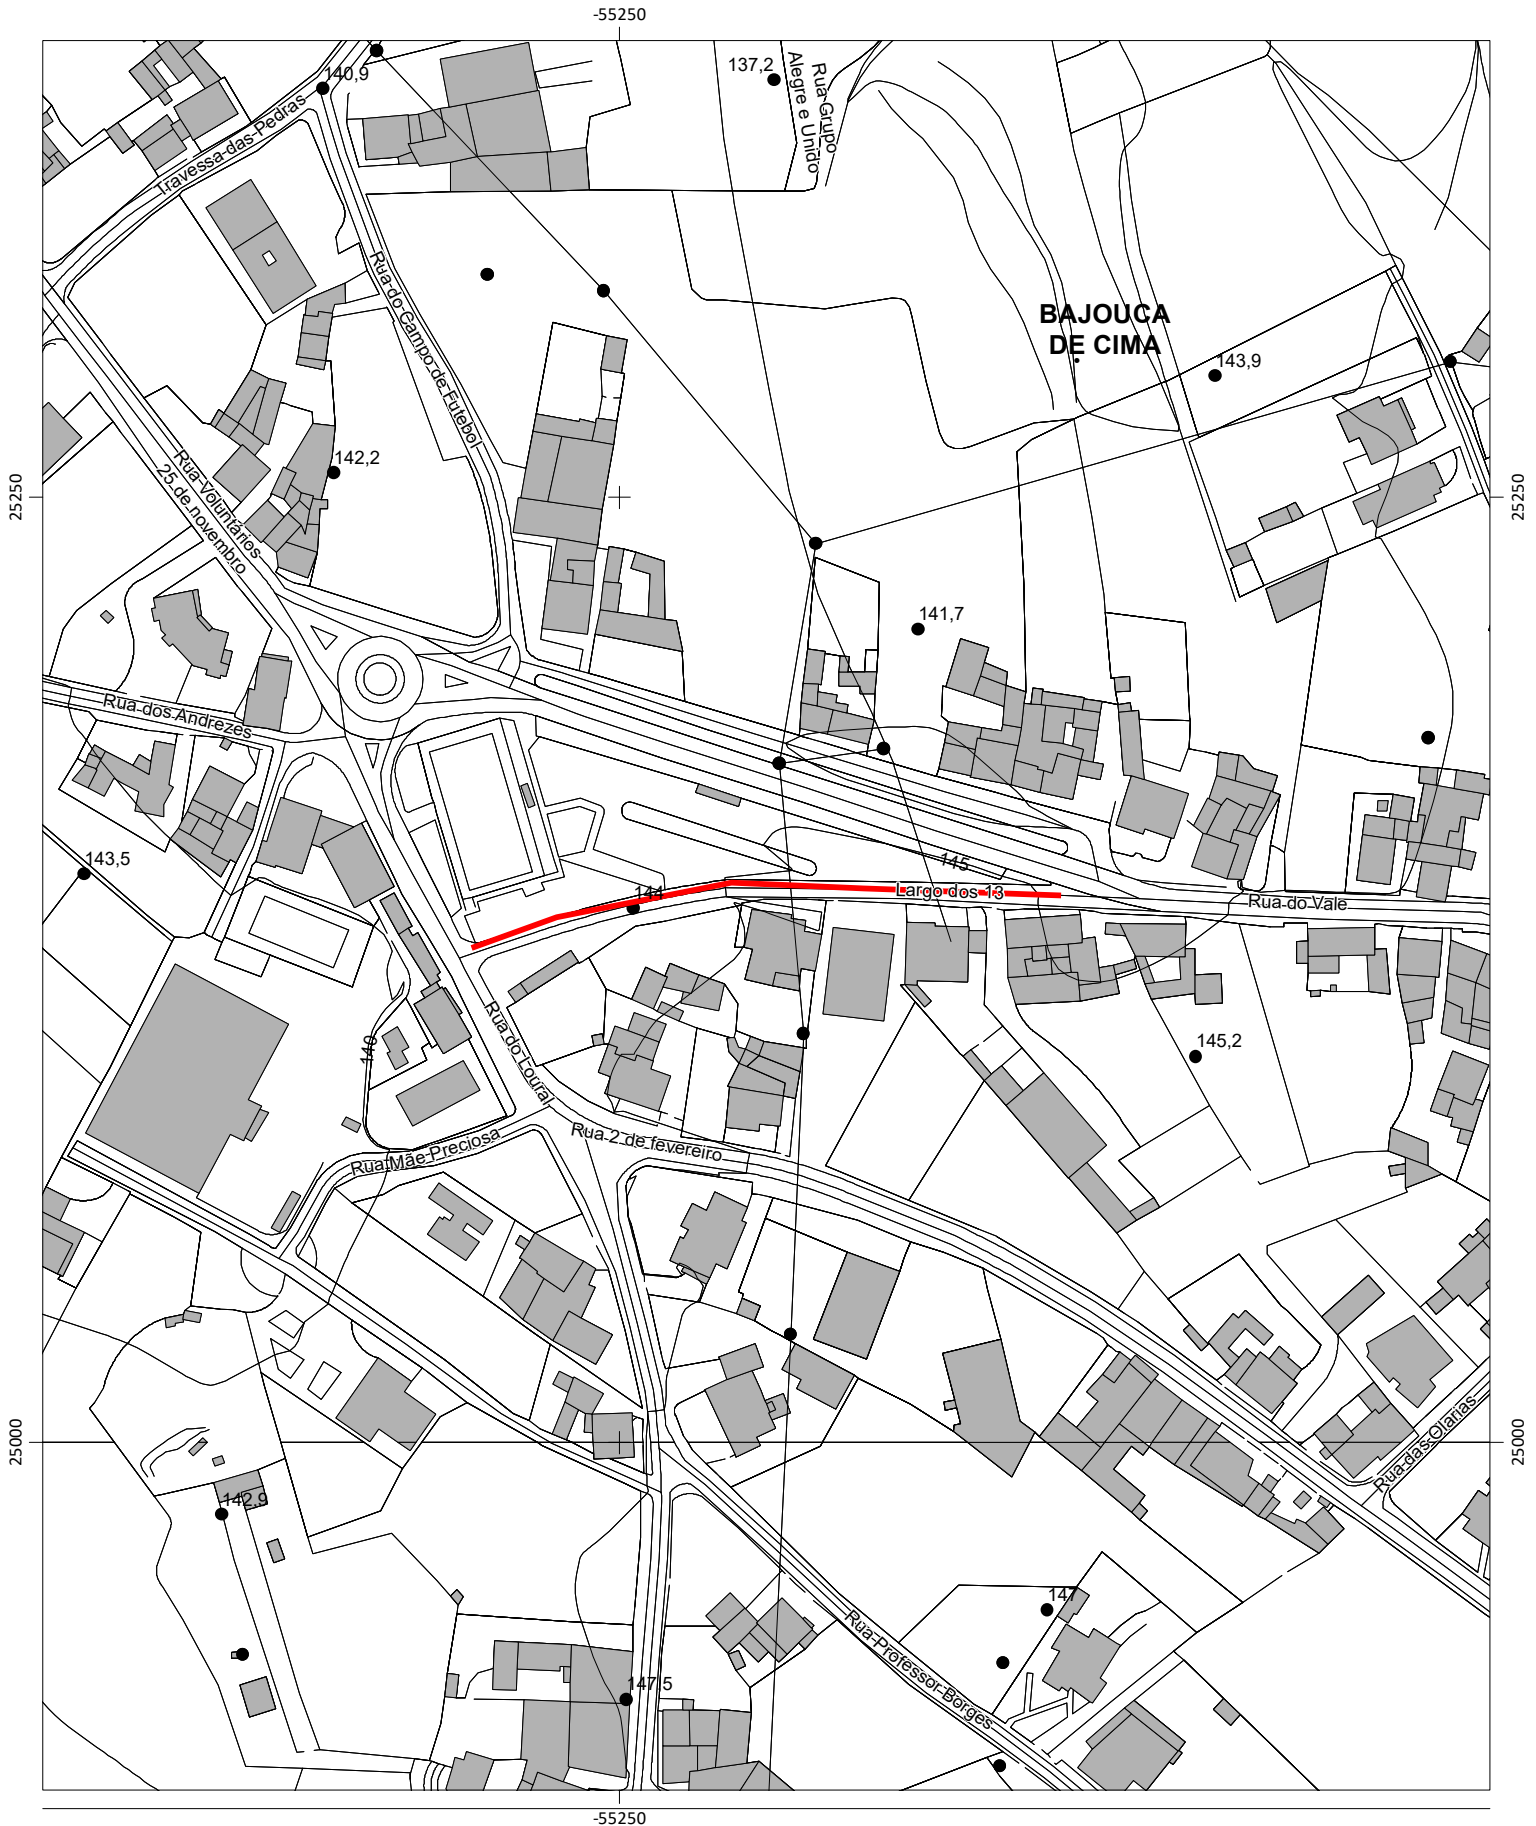 -55250
140,9
137,2
Rua Grupo
Alegre e Unido
Travessa das Pedras
Rua do Campo de Futebol
BAJOUCA
DE CIMA
143,9
142,2
Rua Voluntários
25 de novembro
25250
25250
141,7
Rua dos Andrezes
143,5
145
144
Largo dos 13
Rua do Vale
Rua do Loural
140
145,2
Rua 2 de fevereiro
Rua Mãe Preciosa
25000
25000
Rua das Olarias
142,9
147
Rua Professor Borges
147,5
-55250